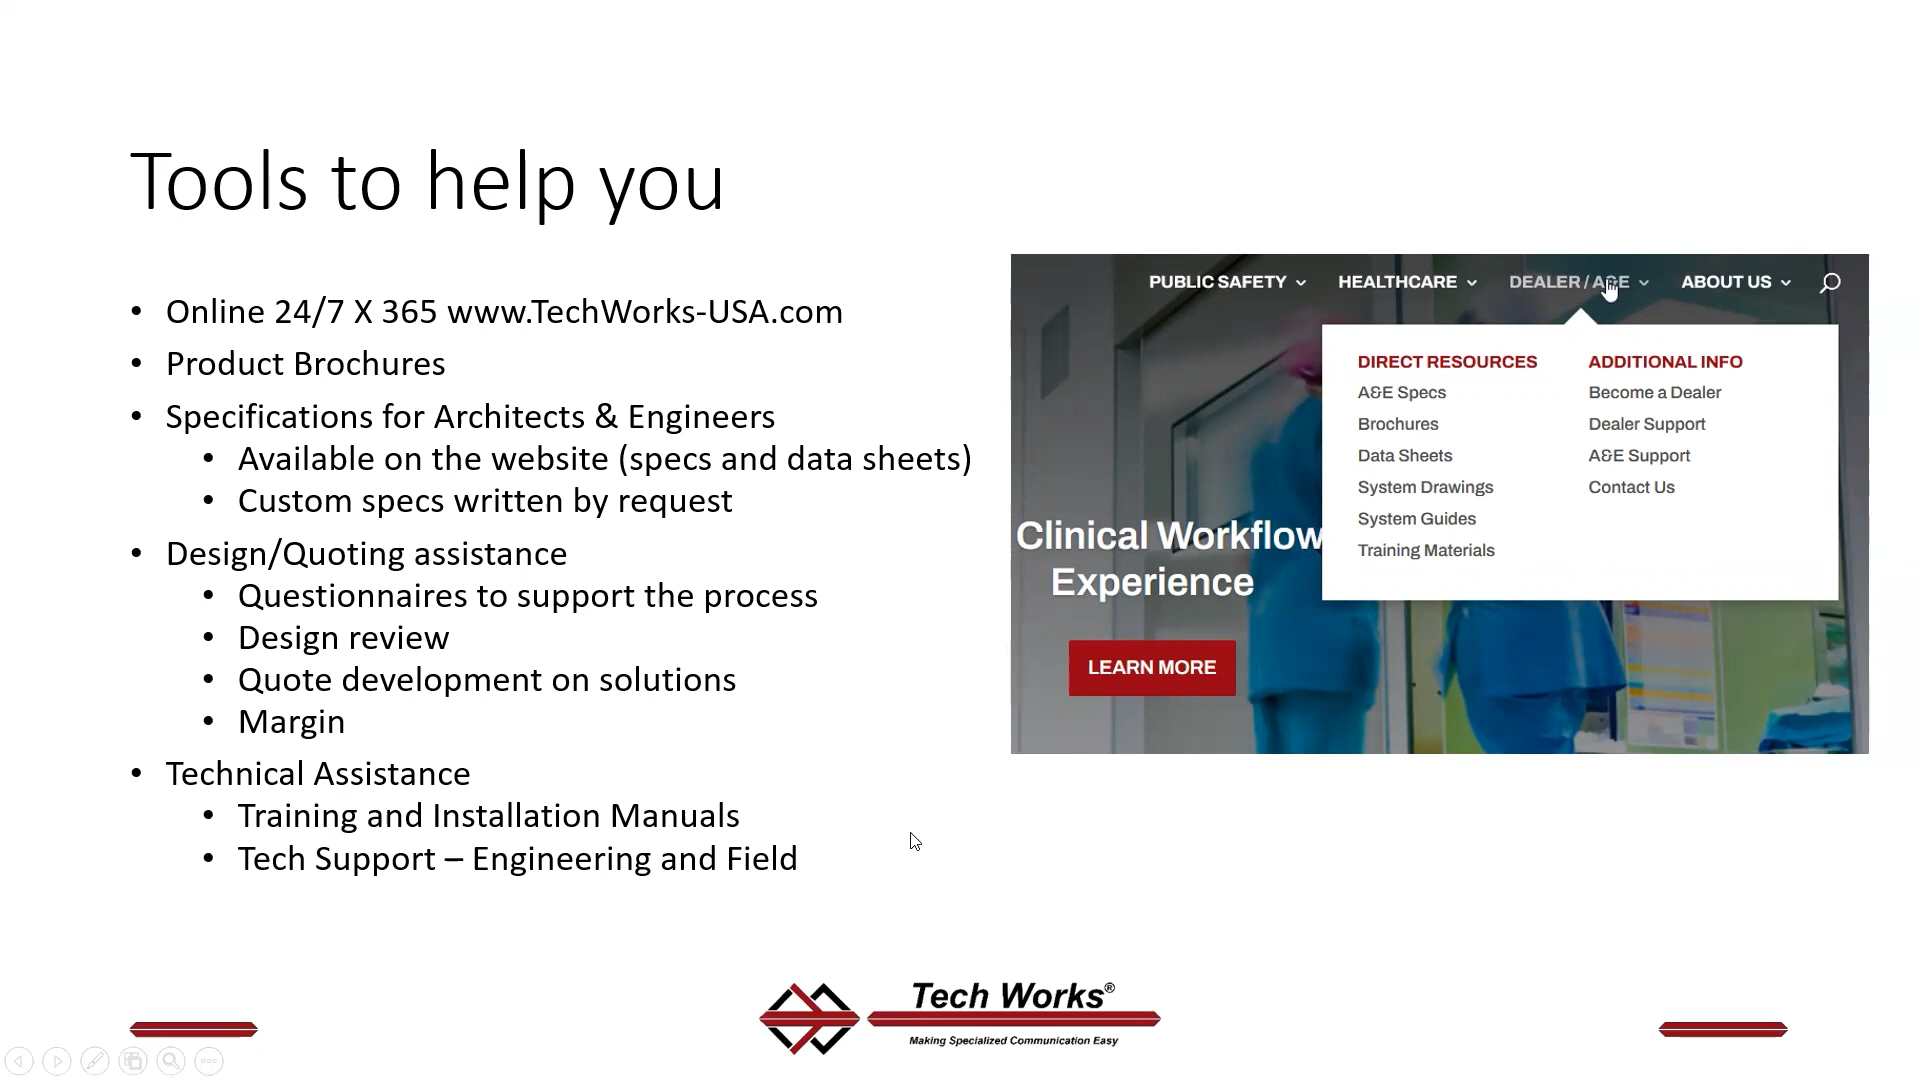 Tools to help you
• Online 24/7 X 365 www.TechWorks-USA.com
• Product Brochures
• Specifications for Architects & Engineers
• Available on the website (specs and data sheets)
• Custom specs written by request
• Design/Quoting assistance
• Questionnaires to support the process
• Design review
• Quote development on solutions
• Margin
• Technical Assistance
• Training and Installation Manuals
• Tech Support – Engineering and Field
PUBLIC SAFETY HEALTHCARE DEALER / A&E ABOUT US
DIRECT RESOURCES
A&E Specs
Brochures
Data Sheets
System Drawings
System Guides
Training Materials
ADDITIONAL INFO
Become a Dealer
Dealer Support
A&E Support
Contact Us
Clinical Workflow
Experience
LEARN MORE
Tech Works®
Making Specialized Communication Easy